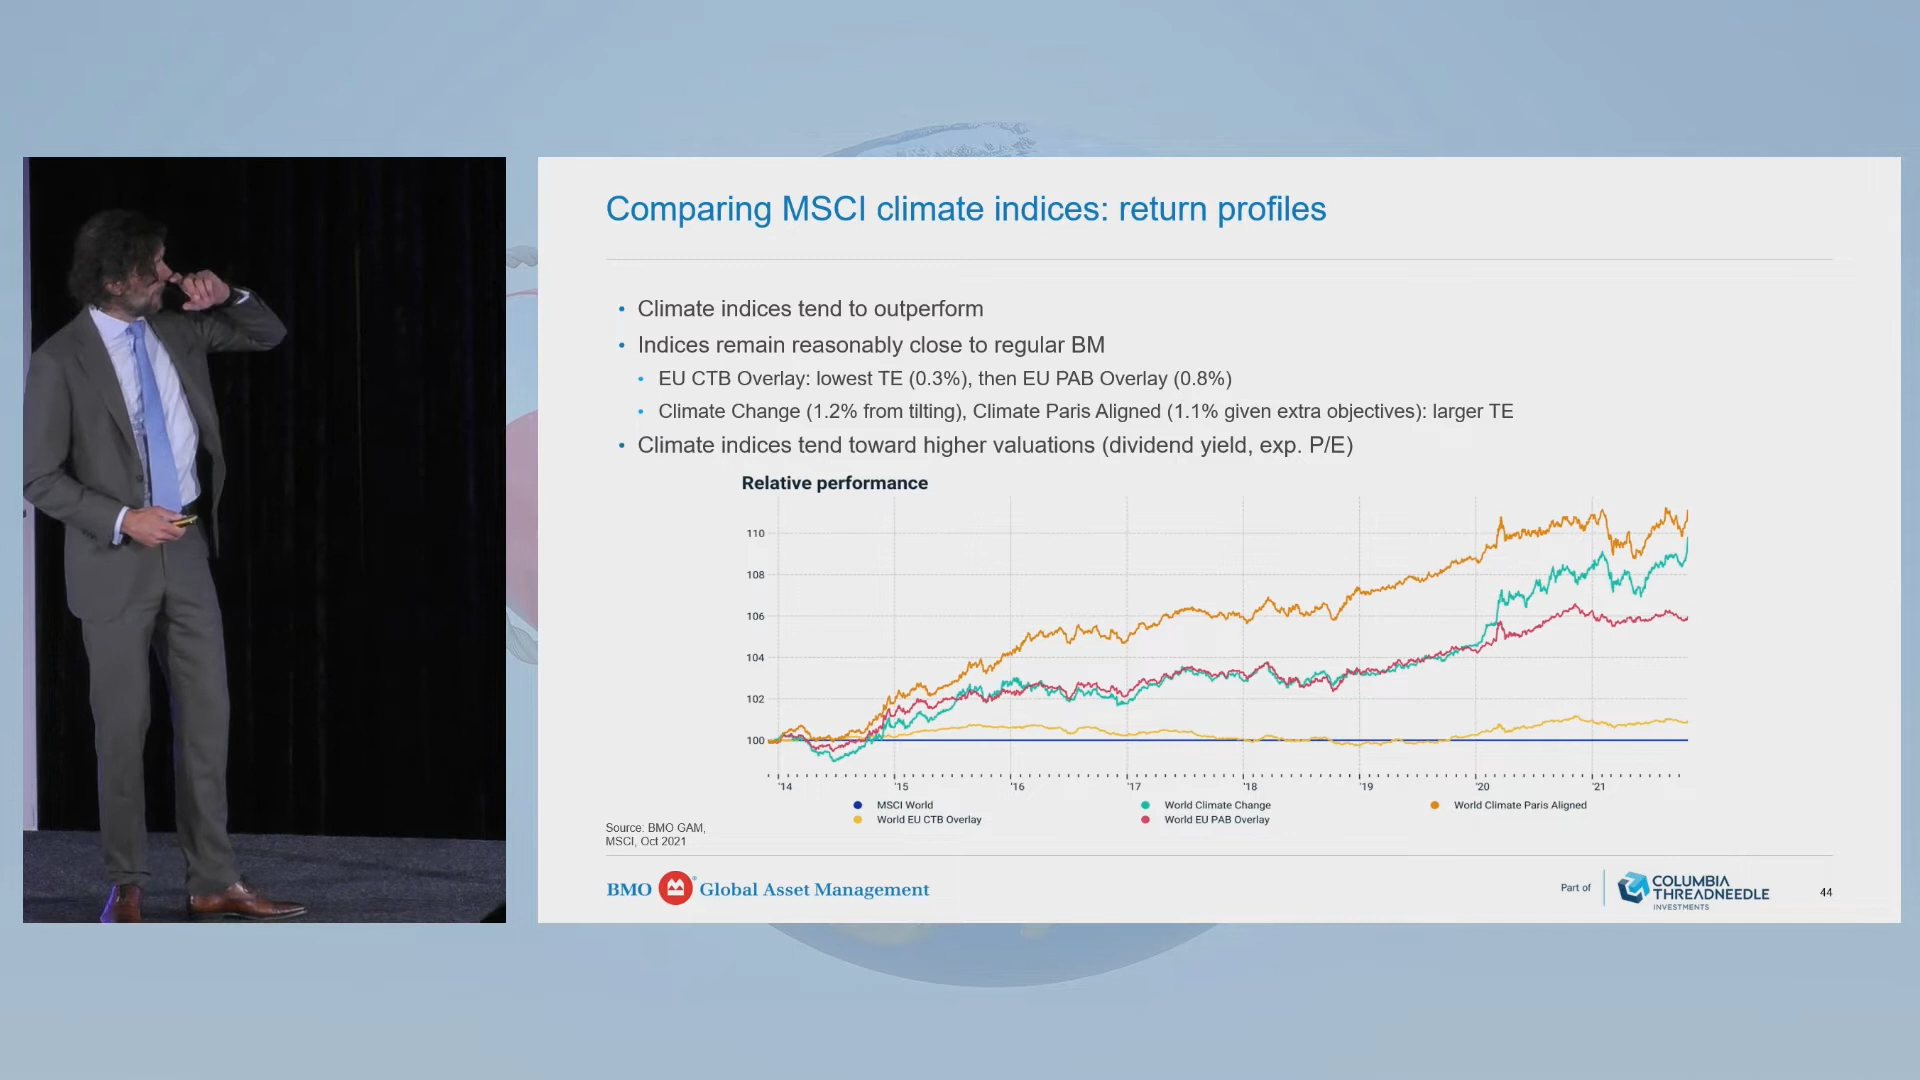 Comparing MSCI climate indices: return profiles
• Climate indices tend to outperform
• Indices remain reasonably close to regular BM
• EU CTB Overlay: lowest TE (0.3%), then EU PAB Overlay (0.8%)
• Climate Change (1.2% from tilting), Climate Paris Aligned (1.1% given extra objectives): larger TE
• Climate indices tend toward higher valuations (dividend yield, exp. P/E)
Relative performance
110
108
106
104
102
100
'14 '15 '16 '17 '18 '19 '20 '21
MSCI World World Climate Change World Climate Paris Aligned
World EU CTB Overlay World EU PAB Overlay
Source: BMO GAM,
MSCI, Oct 2021
BMO Global Asset Management
Part of
COLUMBIA
THREADNEEDLE
INVESTMENTS
44